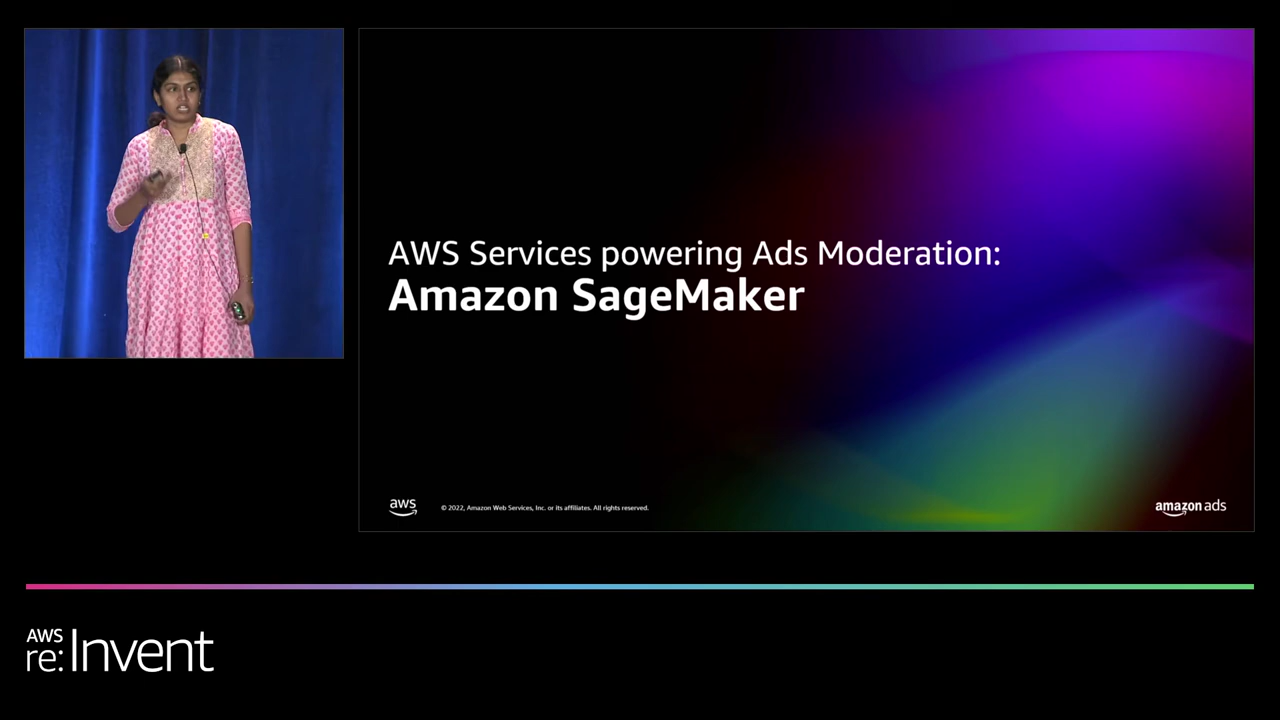 AWS Services powering Ads Moderation:
Amazon SageMaker
aws
© 2022, Amazon Web Services, Inc. or its affiliates. All rights reserved.
amazon ads
AWS
re:Invent